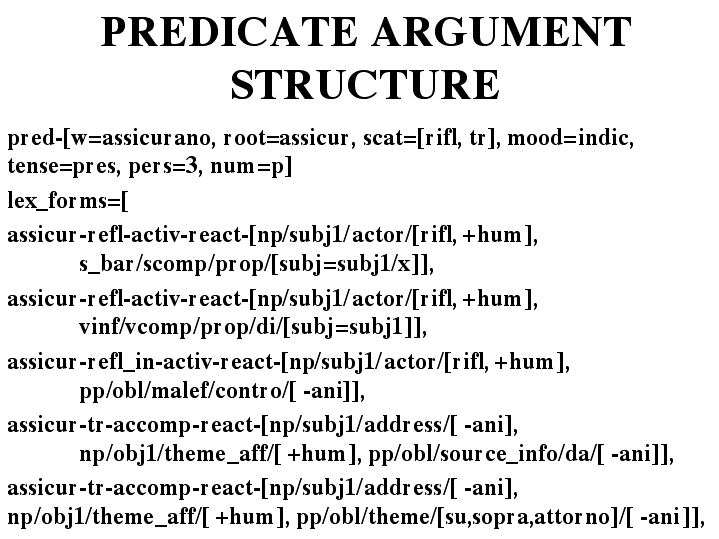 PREDICATE ARGUMENT
STRUCTURE
pred-[w=assicurano, root=assicur, scat=[rifl, tr], mood=indic,
tense=pres, pers=3, num=p]
lex_forms=[
assicur-refl-activ-react-[np/subj1/actor/[rifl, +hum],
s_bar/scomp/prop/[subj=subj1/x]],
assicur-refl-activ-react-[np/subj1/actor/[rifl, +hum],
vinf/vcomp/prop/di/[subj=subj1]],
assicur-refl_in-activ-react-[np/subj1/actor/[rifl, +hum],
pp/obl/malef/contro/[ -ani]],
assicur-tr-accomp-react-[np/subj1/address/[ -ani],
np/obj1/theme_aff/[ +hum], pp/obl/source_info/da/[ -ani]],
assicur-tr-accomp-react-[np/subj1/address/[ -ani],
np/obj1/theme_aff/[ +hum], pp/obl/theme/[su,sopra,attorno]/[ -ani]],